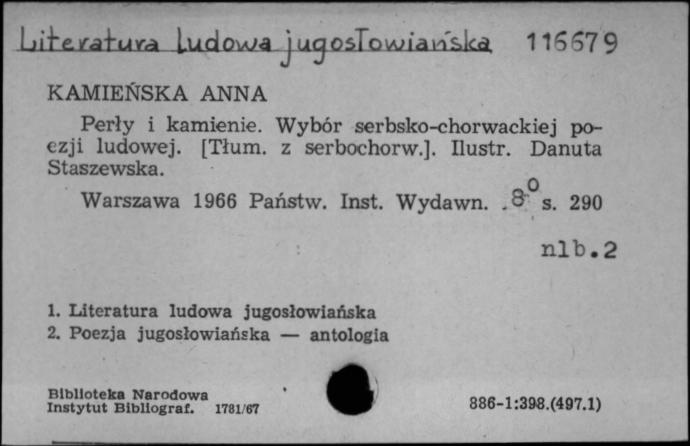 Literatura ludowa jugosłowiańska 116679
KAMIEŃSKA ANNA
Perły i kamienie. Wybór serbsko-chorwackiej po-
ezji ludowej. [Tłum. z serbochorw.]. Ilustr. Danuta
Staszewska.
Warszawa 1966 Państw. Inst. Wydawn. 8° s. 290
nlb.2
1. Literatura ludowa jugosłowiańska
2. Poezja jugosłowiańska — antologia
Biblioteka Narodowa
Instytut Bibliograf. 1781/67
886-1:398.(497.1)